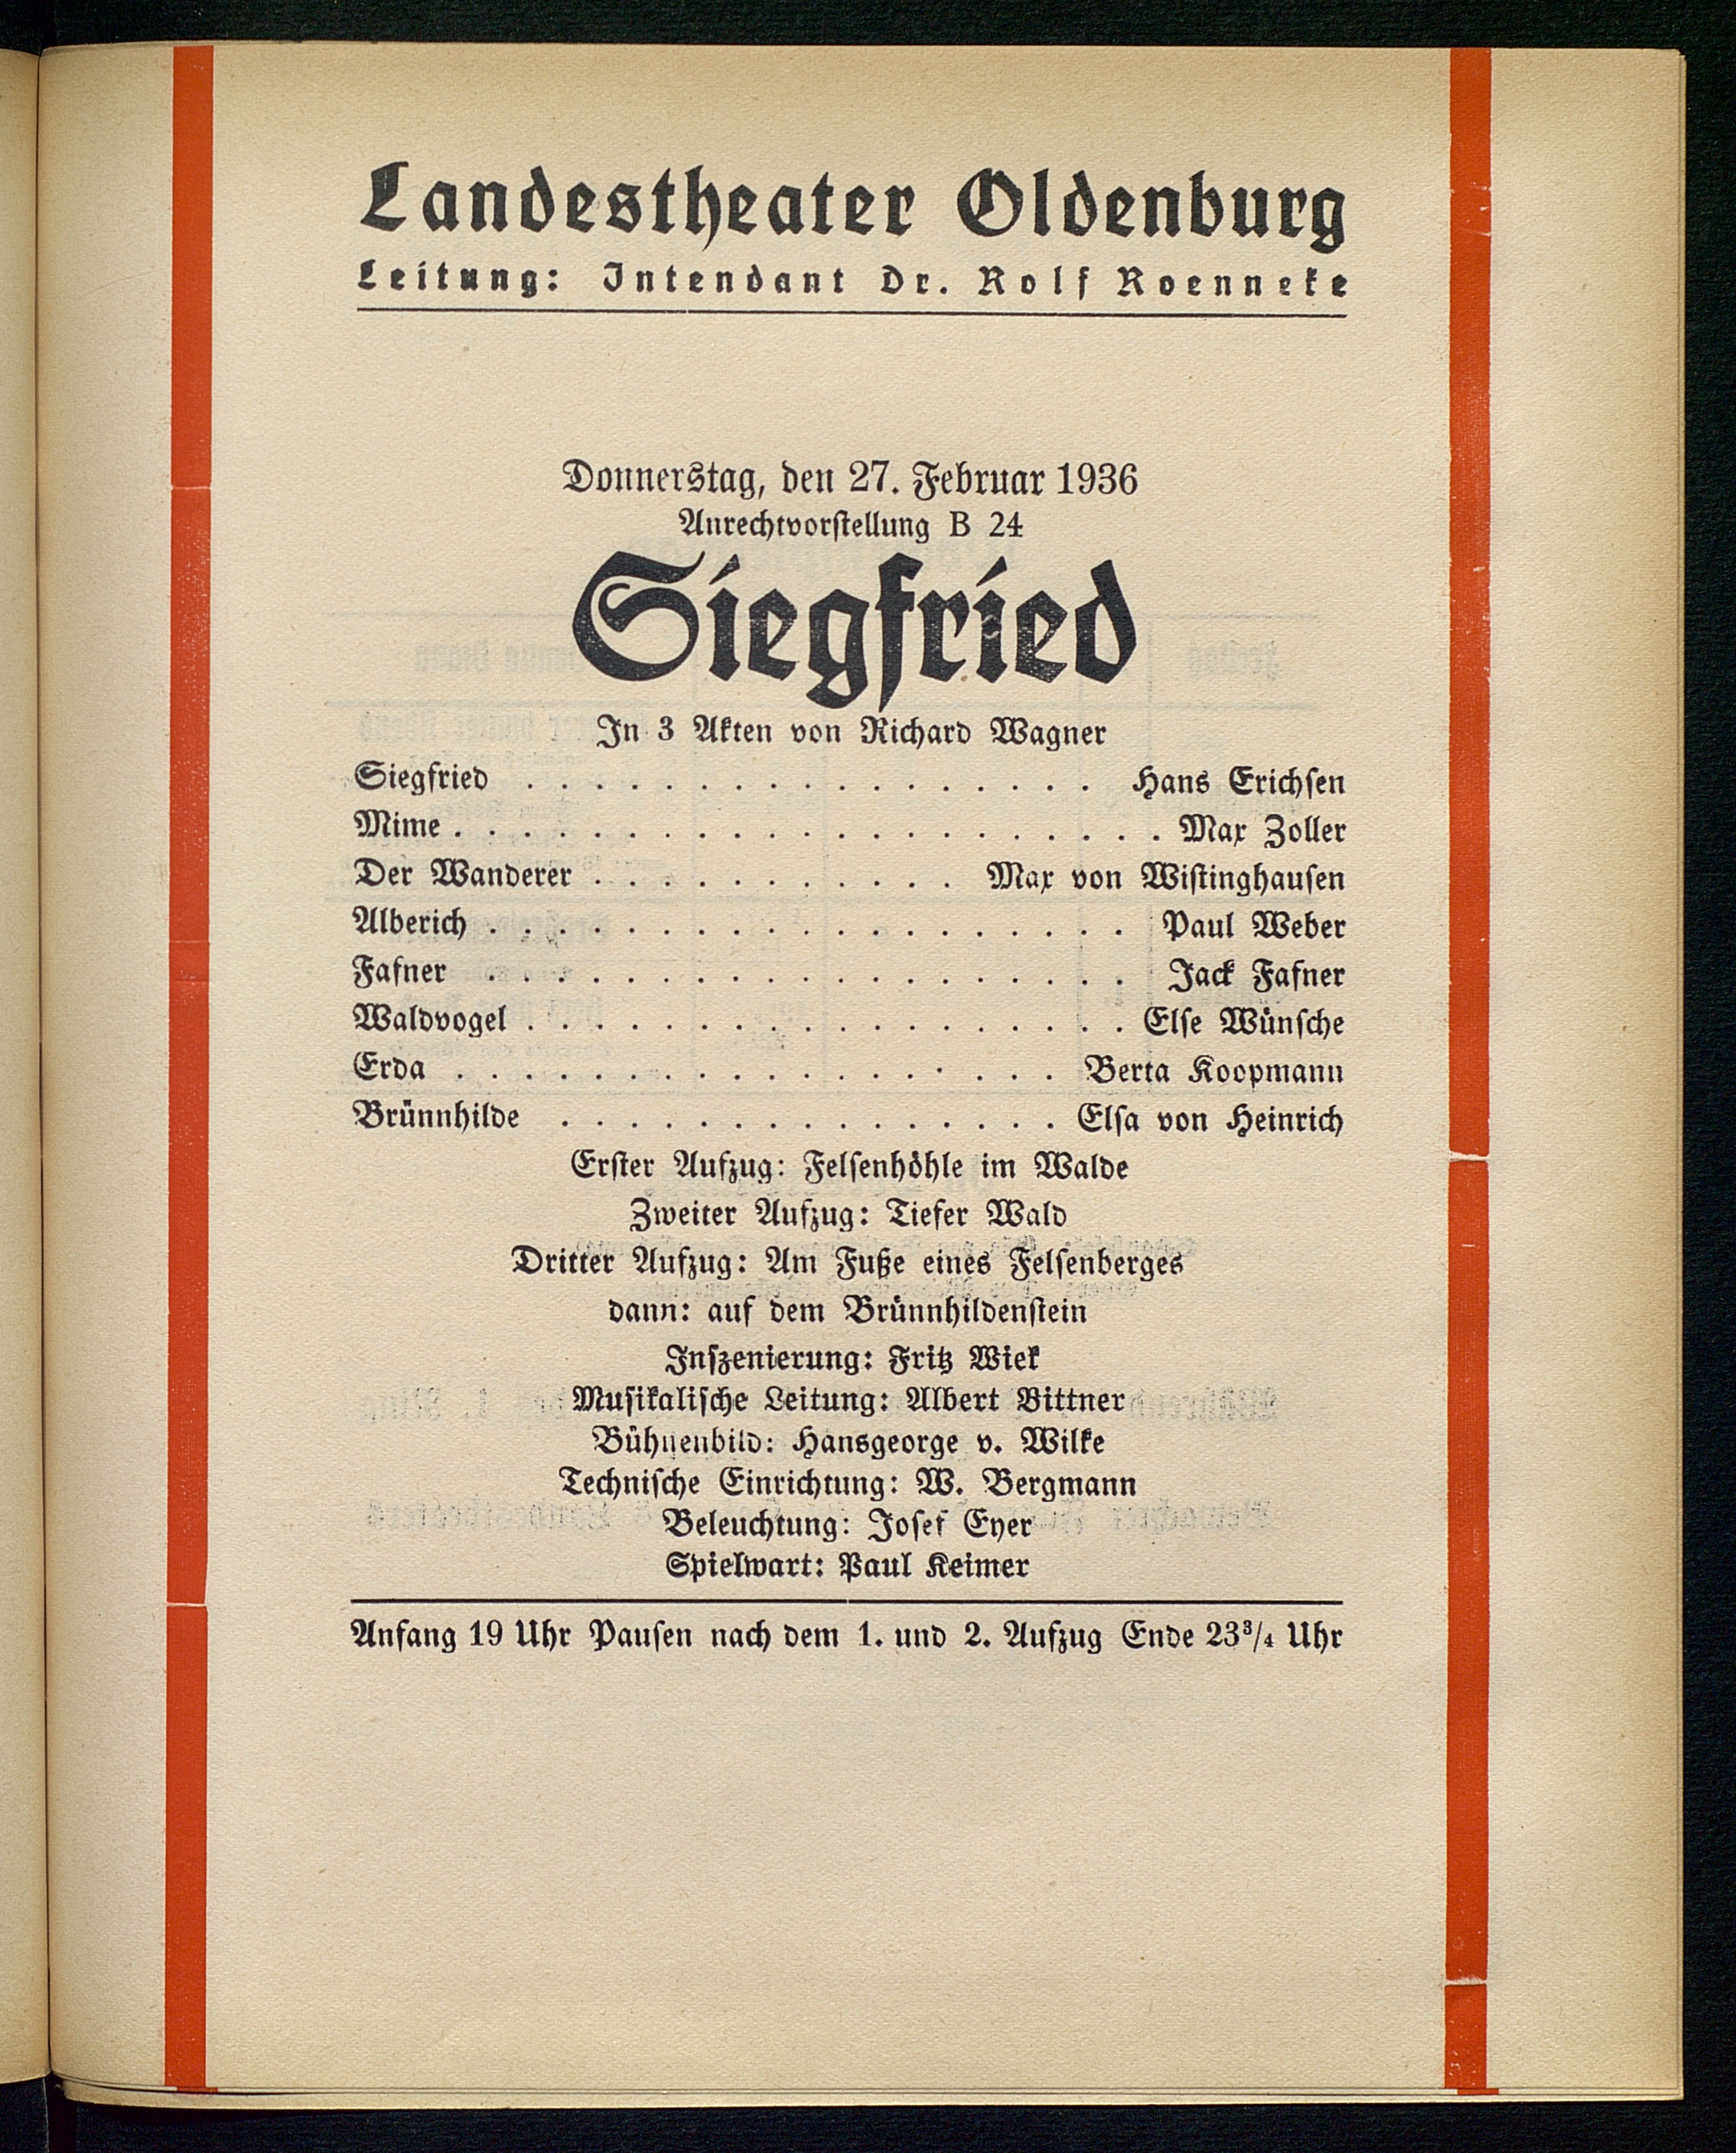 Landestheater Oldenburg
Leitung: Intendant Dr. Rolf Roenneke
Donnerstag, den 27. Februar 1936
Anrechtvorstellung B 24
Siegfried
In 3 Akten von Richard Wagner
Siegfried . . . . . . . . . . . . . . . . . Hans Erichsen
Mime . . . . . . . . . . . . . . . . . . . . . Max Zoller
Der Wanderer . . . . . . . . . . . Max von Wistinghausen
Alberich . . . . . . . . . . . . . . . . . . . Paul Weber
Fafner . . . . . . . . . . . . . . . . . . . Jack Fafner
Waldvogel . . . . . . . . . . . . . . . . . . Else Wünsche
Erda . . . . . . . . . . . . . . . . . . Berta Koopmann
Brünnhilde . . . . . . . . . . . . . . . Elsa von Heinrich
Erster Aufzug: Felsenhöhle im Walde
Zweiter Aufzug: Tiefer Wald
Dritter Aufzug: Am Fuße eines Felsenberges
dann: auf dem Brünnhildenstein
Inszenierung: Fritz Wiek
Musikalische Leitung: Albert Bittner
Bühnenbild: Hansgeorge v. Wilke
Technische Einrichtung: W. Bergmann
Beleuchtung: Josef Eyer
Spielwart: Paul Keimer
Anfang 19 Uhr Pausen nach dem 1. und 2. Aufzug Ende 23³/₄ Uhr